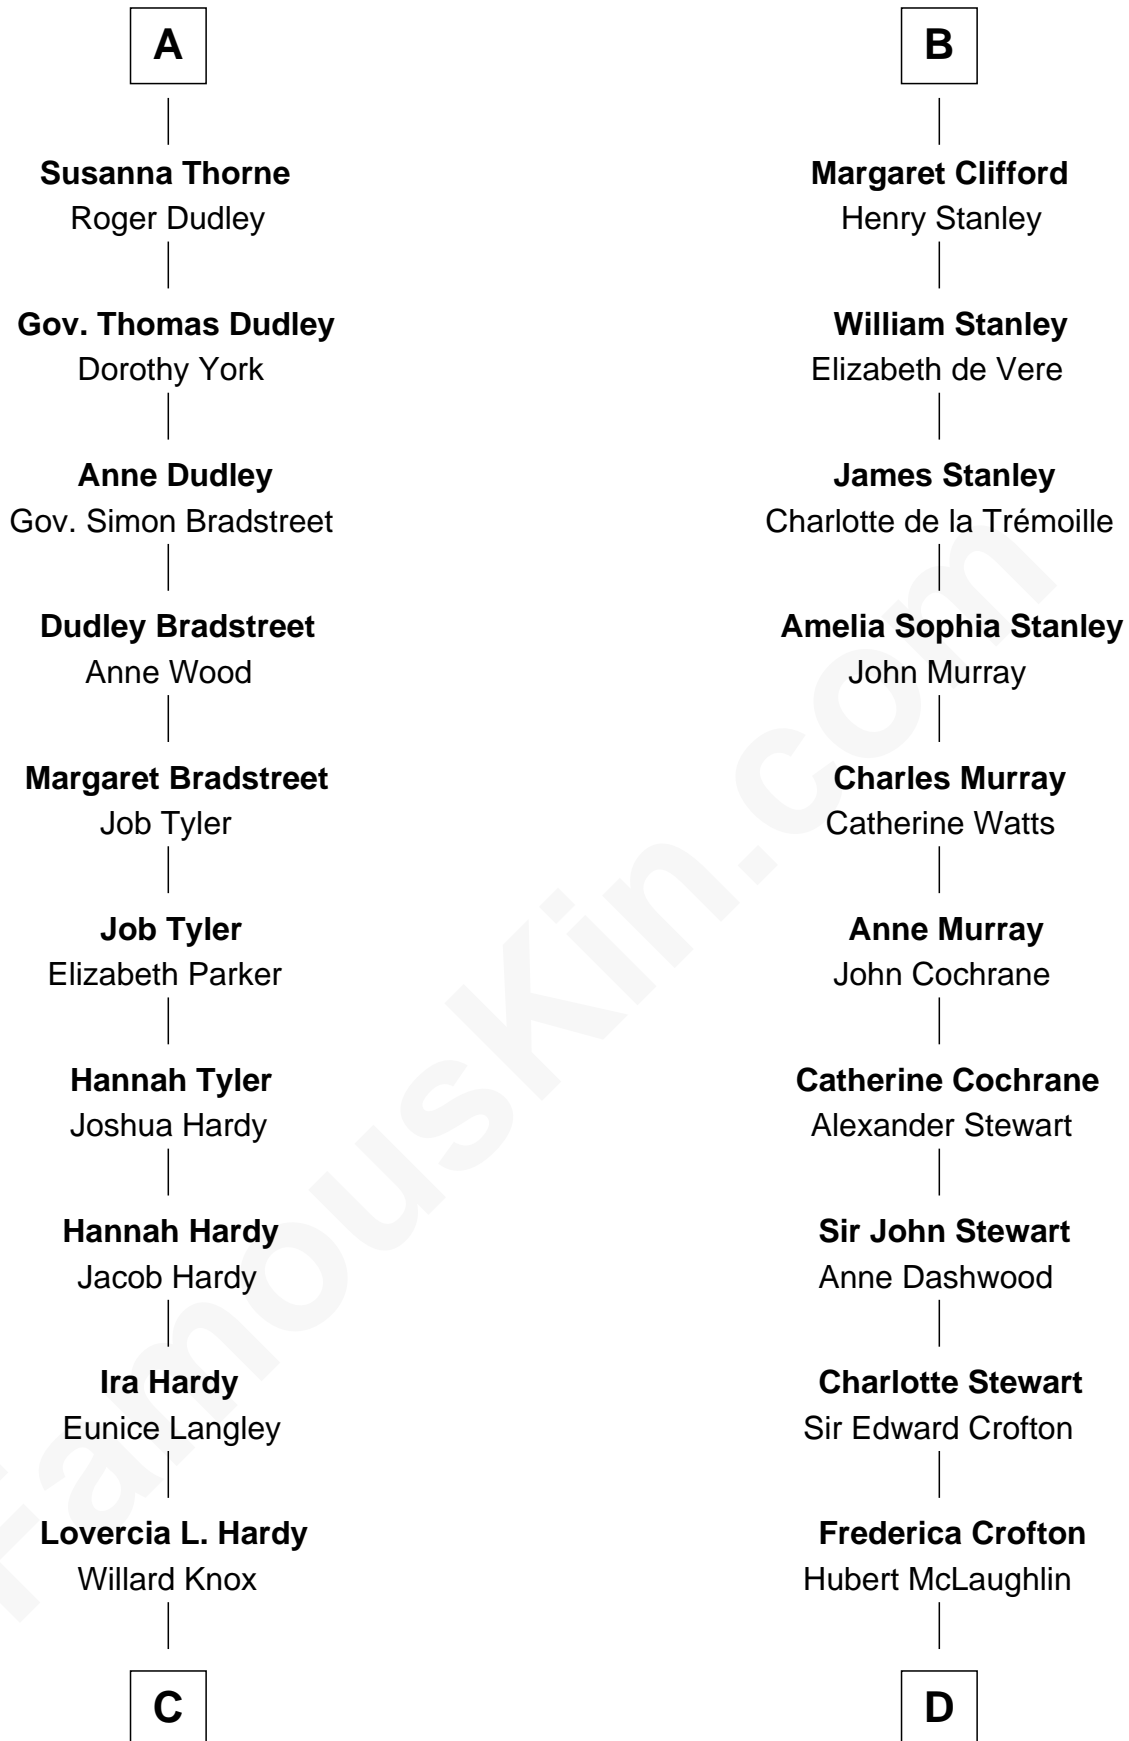 A
Susanna Thorne
Roger Dudley
Gov. Thomas Dudley
Dorothy York
Anne Dudley
Gov. Simon Bradstreet
Dudley Bradstreet
Anne Wood
Margaret Bradstreet
Job Tyler
Job Tyler
Elizabeth Parker
Hannah Tyler
Joshua Hardy
Hannah Hardy
Jacob Hardy
Ira Hardy
Eunice Langley
Lovercia L. Hardy
Willard Knox
C
B
Margaret Clifford
Henry Stanley
William Stanley
Elizabeth de Vere
James Stanley
Charlotte de la Trémoille
Amelia Sophia Stanley
John Murray
Charles Murray
Catherine Watts
Anne Murray
John Cochrane
Catherine Cochrane
Alexander Stewart
Sir John Stewart
Anne Dashwood
Charlotte Stewart
Sir Edward Crofton
Frederica Crofton
Hubert McLaughlin
D
FamousKin.com